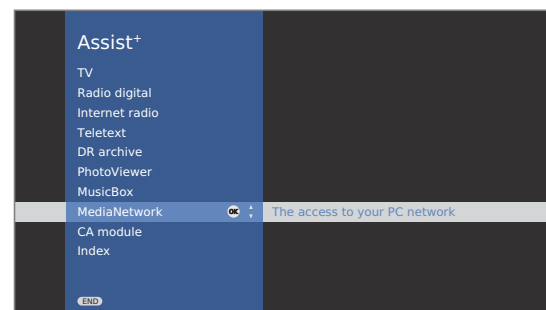 Assist+
TV
Radio digital
Internet radio
Teletext
DR archive
PhotoViewer
MusicBox
MediaNetwork OK The access to your PC network
CA module
Index
END